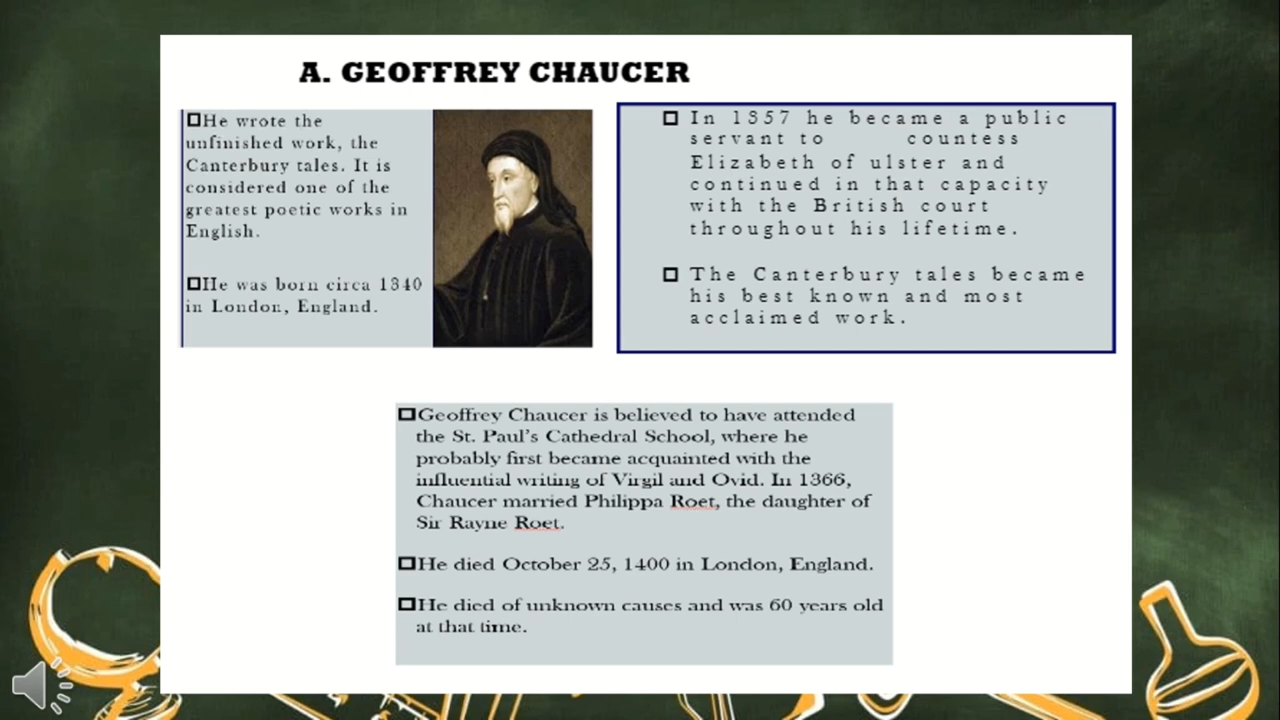 A. GEOFFREY CHAUCER
He wrote the
unfinished work, the
Canterbury tales. It is
considered one of the
greatest poetic works in
English.
He was born circa 1340
in London, England.
In 1357 he became a public
servant to countess
Elizabeth of ulster and
continued in that capacity
with the British court
throughout his lifetime.
The Canterbury tales became
his best known and most
acclaimed work.
Geoffrey Chaucer is believed to have attended
the St. Paul's Cathedral School, where he
probably first became acquainted with the
influential writing of Virgil and Ovid. In 1366,
Chaucer married Philippa Roet, the daughter of
Sir Rayne Roet.
He died October 25, 1400 in London, England.
He died of unknown causes and was 60 years old
at that time.